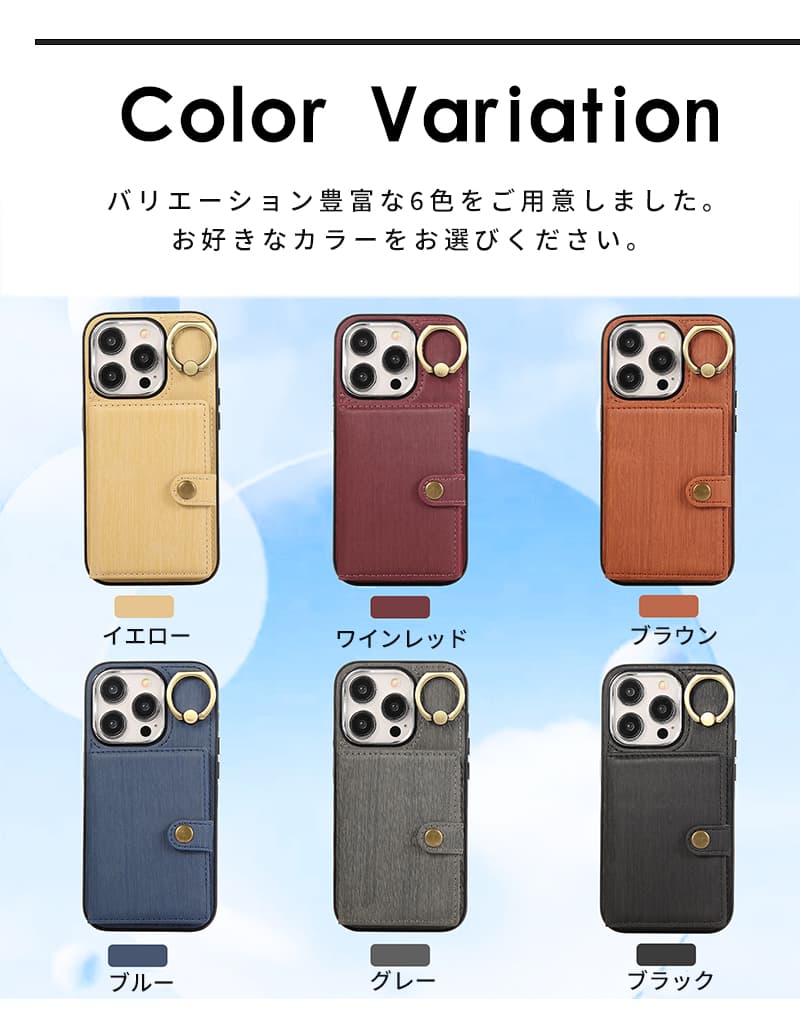 Color Variation
バリエーション豊富な6色をご用意しました。
お好きなカラーをお選びください。
イエロー
ワインレッド
ブラウン
ブルー
グレー
ブラック